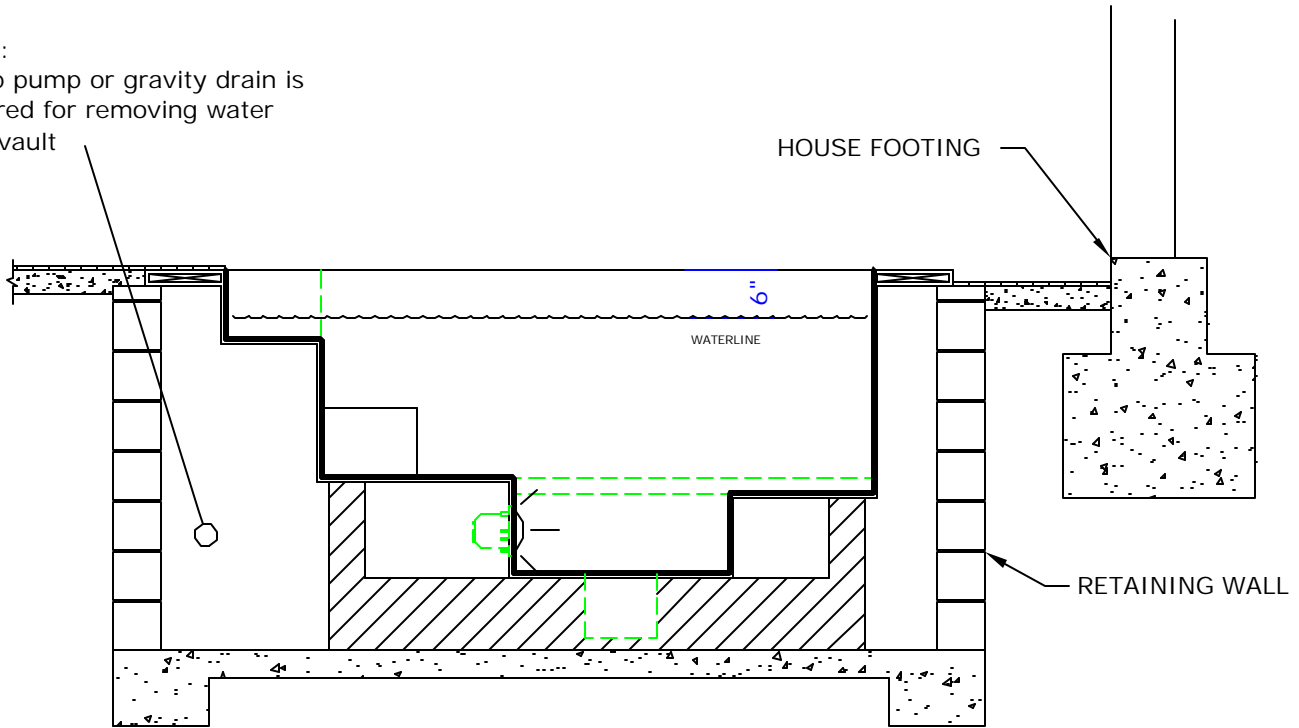 :
pump or gravity drain is
red for removing water
vault
HOUSE FOOTING
6"
WATERLINE
RETAINING WALL